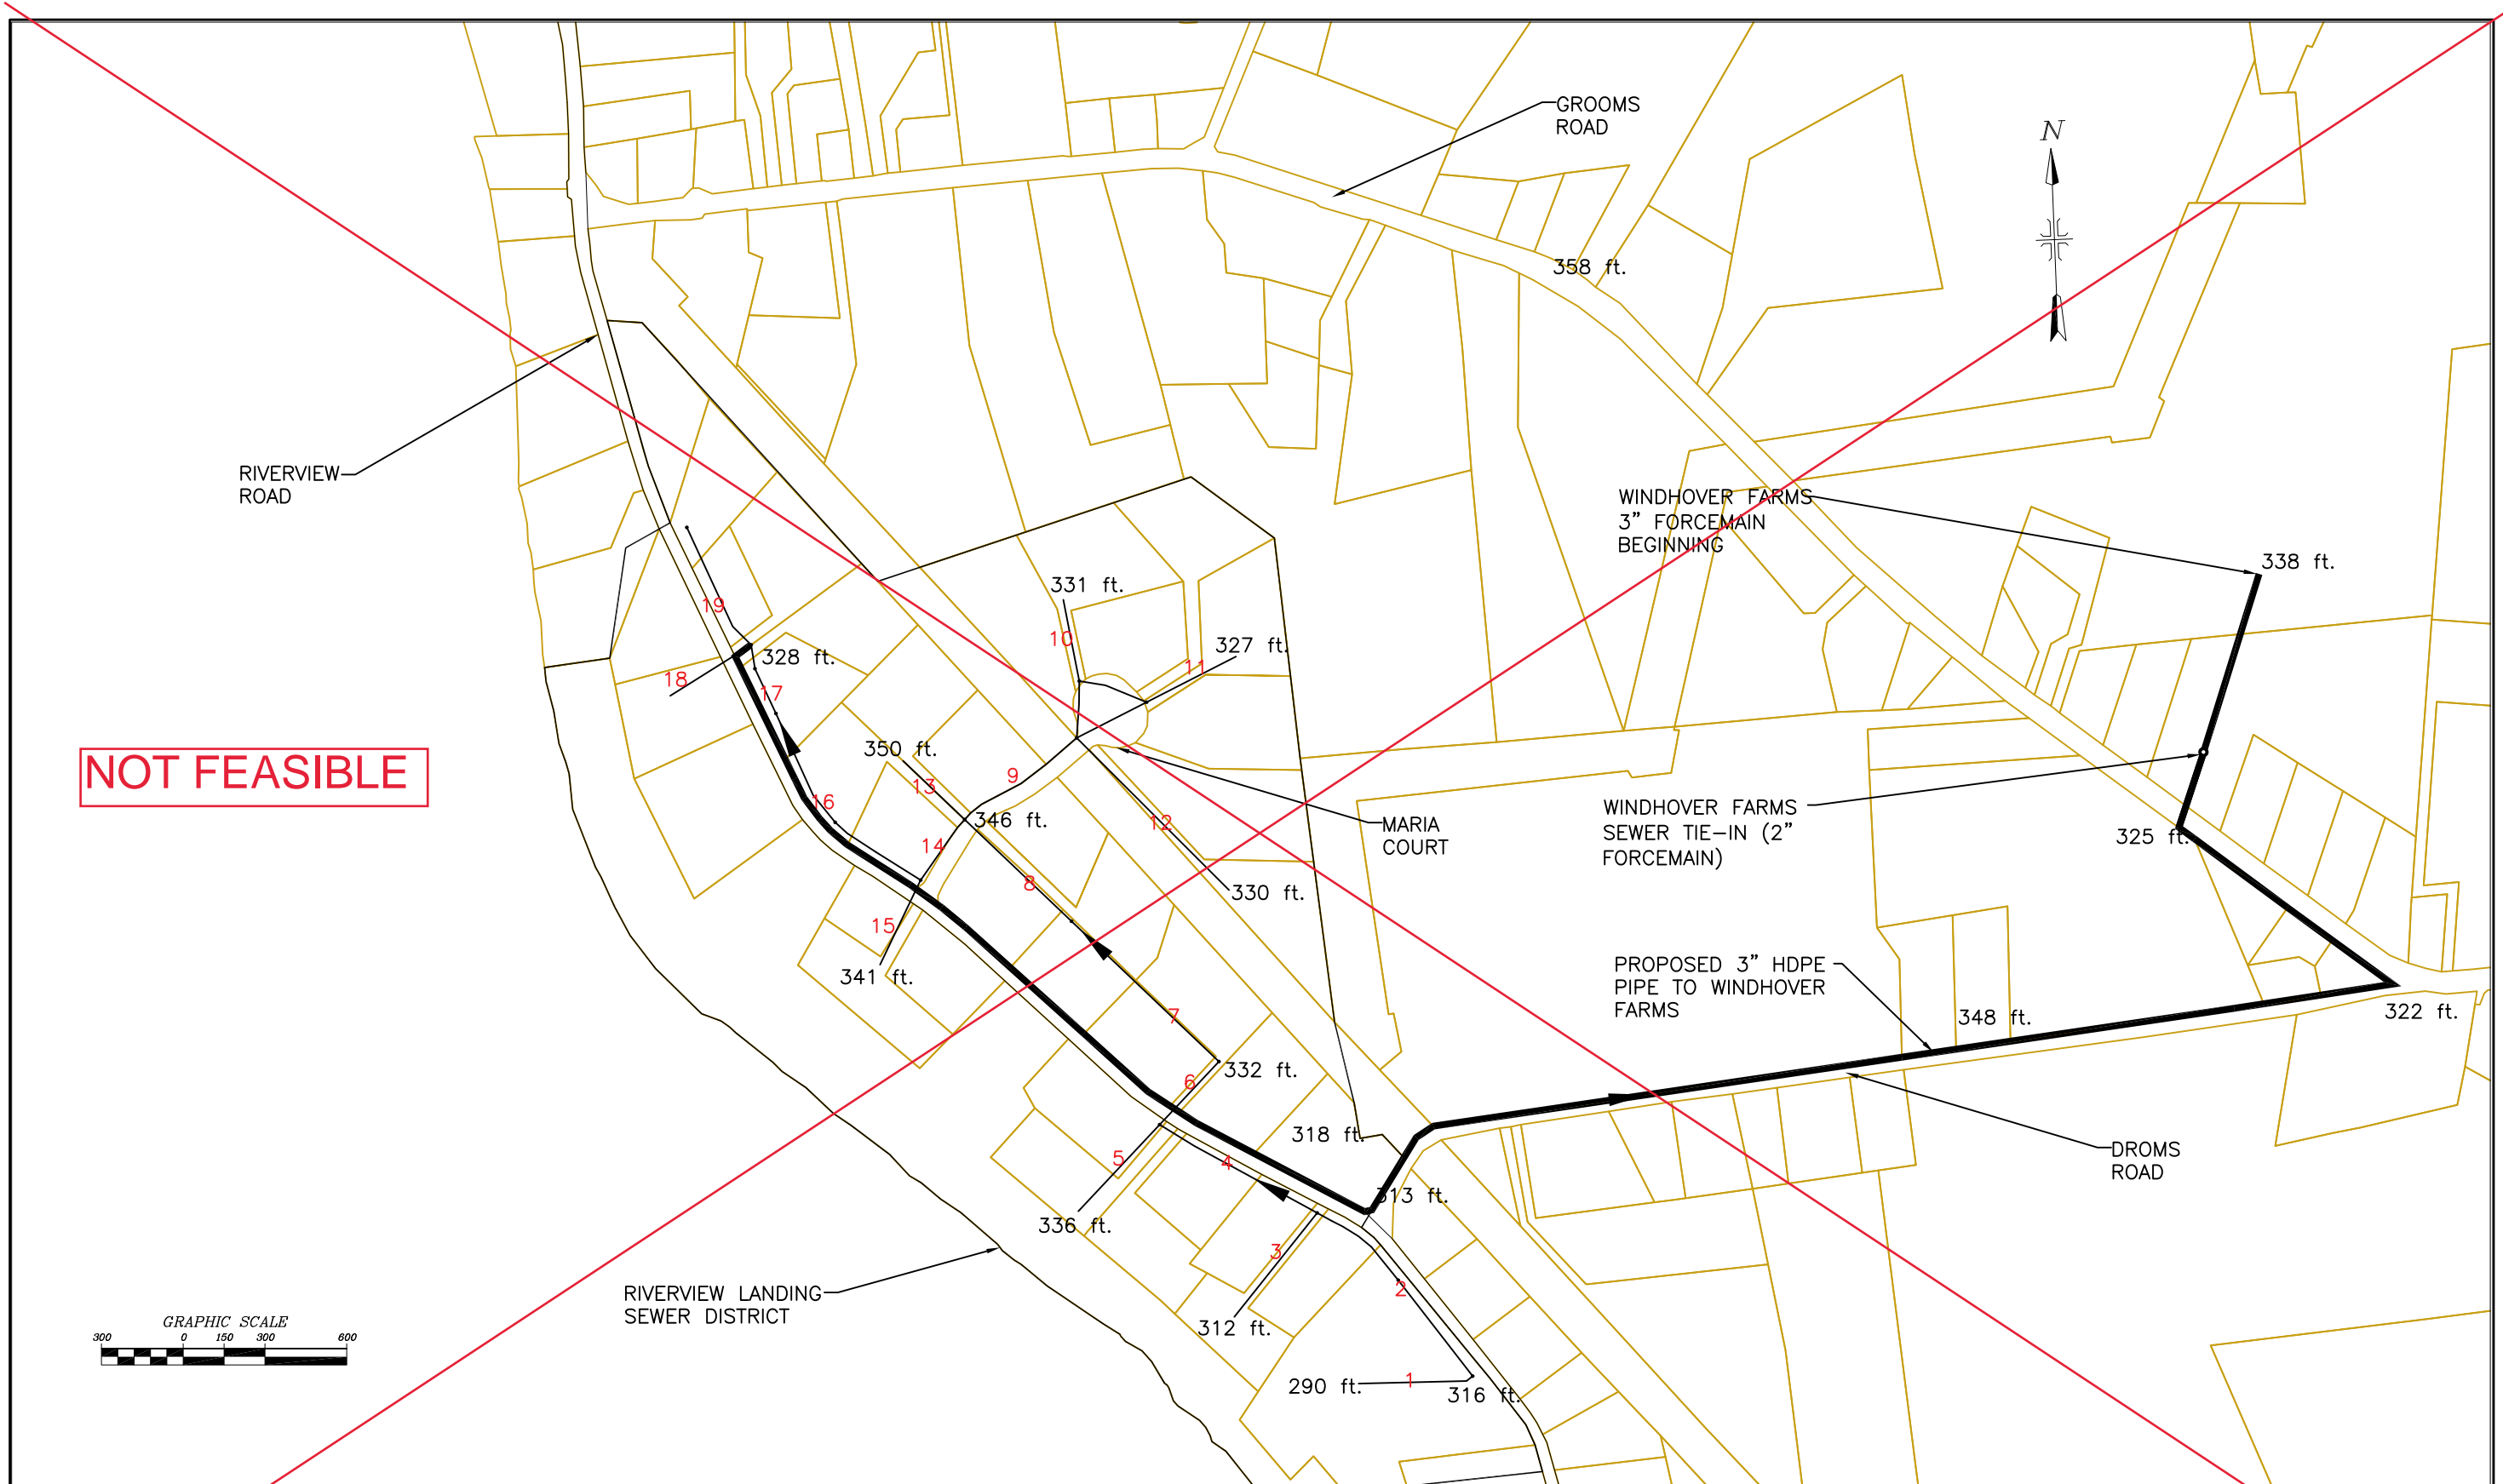 GROOMS
ROAD
N
358 ft.
RIVERVIEW
ROAD
WINDHOVER FARMS
3” FORCEMAIN
BEGINNING
338 ft.
331 ft.
19
10
327 ft.
328 ft.
11
18
17
350 ft.
NOT FEASIBLE
9
13
16
346 ft.
12
MARIA
COURT
WINDHOVER FARMS
SEWER TIE-IN (2”
FORCEMAIN)
325 ft.
14
8
330 ft.
15
341 ft.
PROPOSED 3” HDPE
PIPE TO WINDHOVER
FARMS
348 ft.
322 ft.
7
332 ft.
6
318 ft.
DROMS
ROAD
5
4
313 ft.
336 ft.
3
2
RIVERVIEW LANDING
SEWER DISTRICT
312 ft.
GRAPHIC SCALE
300 0 150 300 600
290 ft.
1
316 ft.